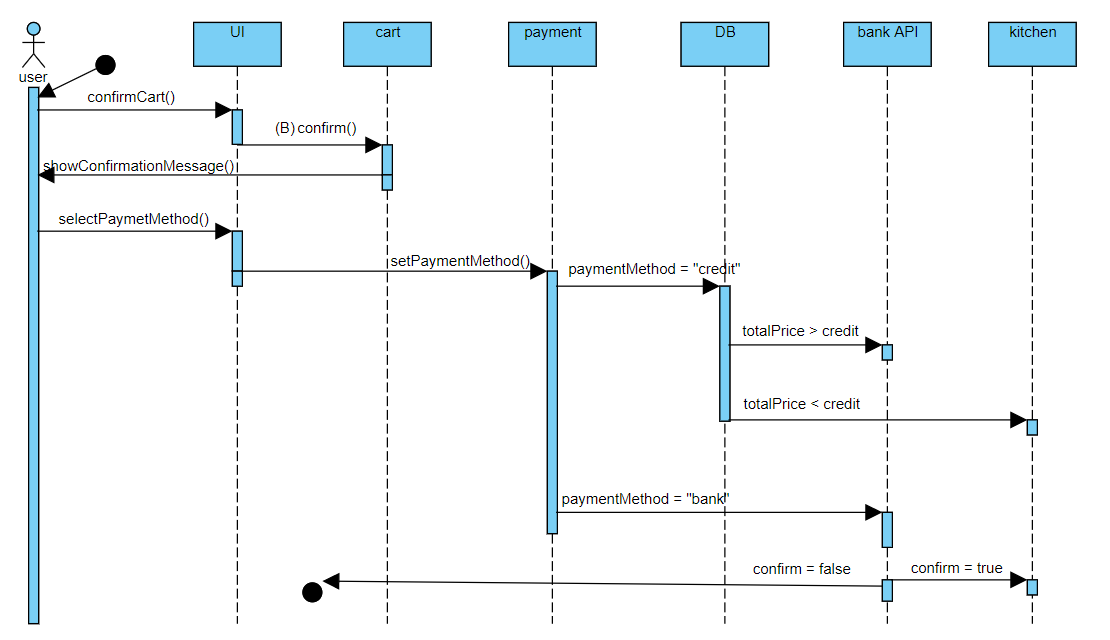 UI
cart
payment
DB
bank API
kitchen
user
confirmCart()
(B) confirm()
showConfirmationMessage()
selectPaymetMethod()
setPaymentMethod()
paymentMethod = "credit"
totalPrice > credit
totalPrice < credit
paymentMethod = "bank"
confirm = false
confirm = true